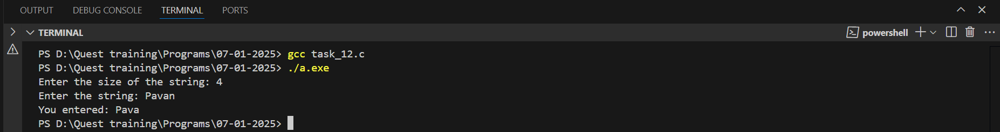 OUTPUT DEBUG CONSOLE TERMINAL PORTS
TERMINAL powershell
PS D:\Quest training\Programs\07-01-2025> gcc task_12.c
PS D:\Quest training\Programs\07-01-2025> ./a.exe
Enter the size of the string: 4
Enter the string: Pavan
You entered: Pava
PS D:\Quest training\Programs\07-01-2025>